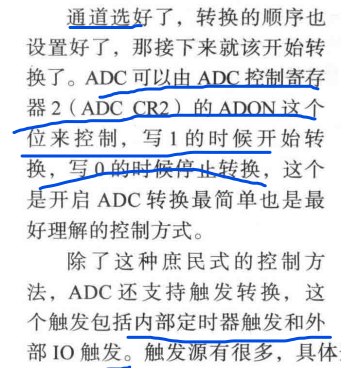 通道选好了，转换的顺序也
设置好了，那接下来就该开始转
换了。ADC 可以由 ADC 控制寄存
器 2（ADC_CR2）的 ADON 这个
位来控制，写 1 的时候开始转
换，写 0 的时候停止转换，这个
是开启 ADC 转换最简单也是最
好理解的控制方式。
除了这种庶民式的控制方
法，ADC 还支持触发转换，这
个触发包括内部定时器触发和外
部 IO 触发。触发源有很多，具体